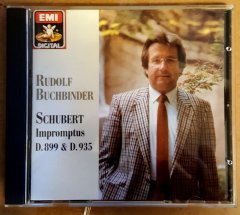 EMI
DIGITAL
RUDOLF
BUCHBINDER
SCHUBERT
Impromptus
D.899 & D.935